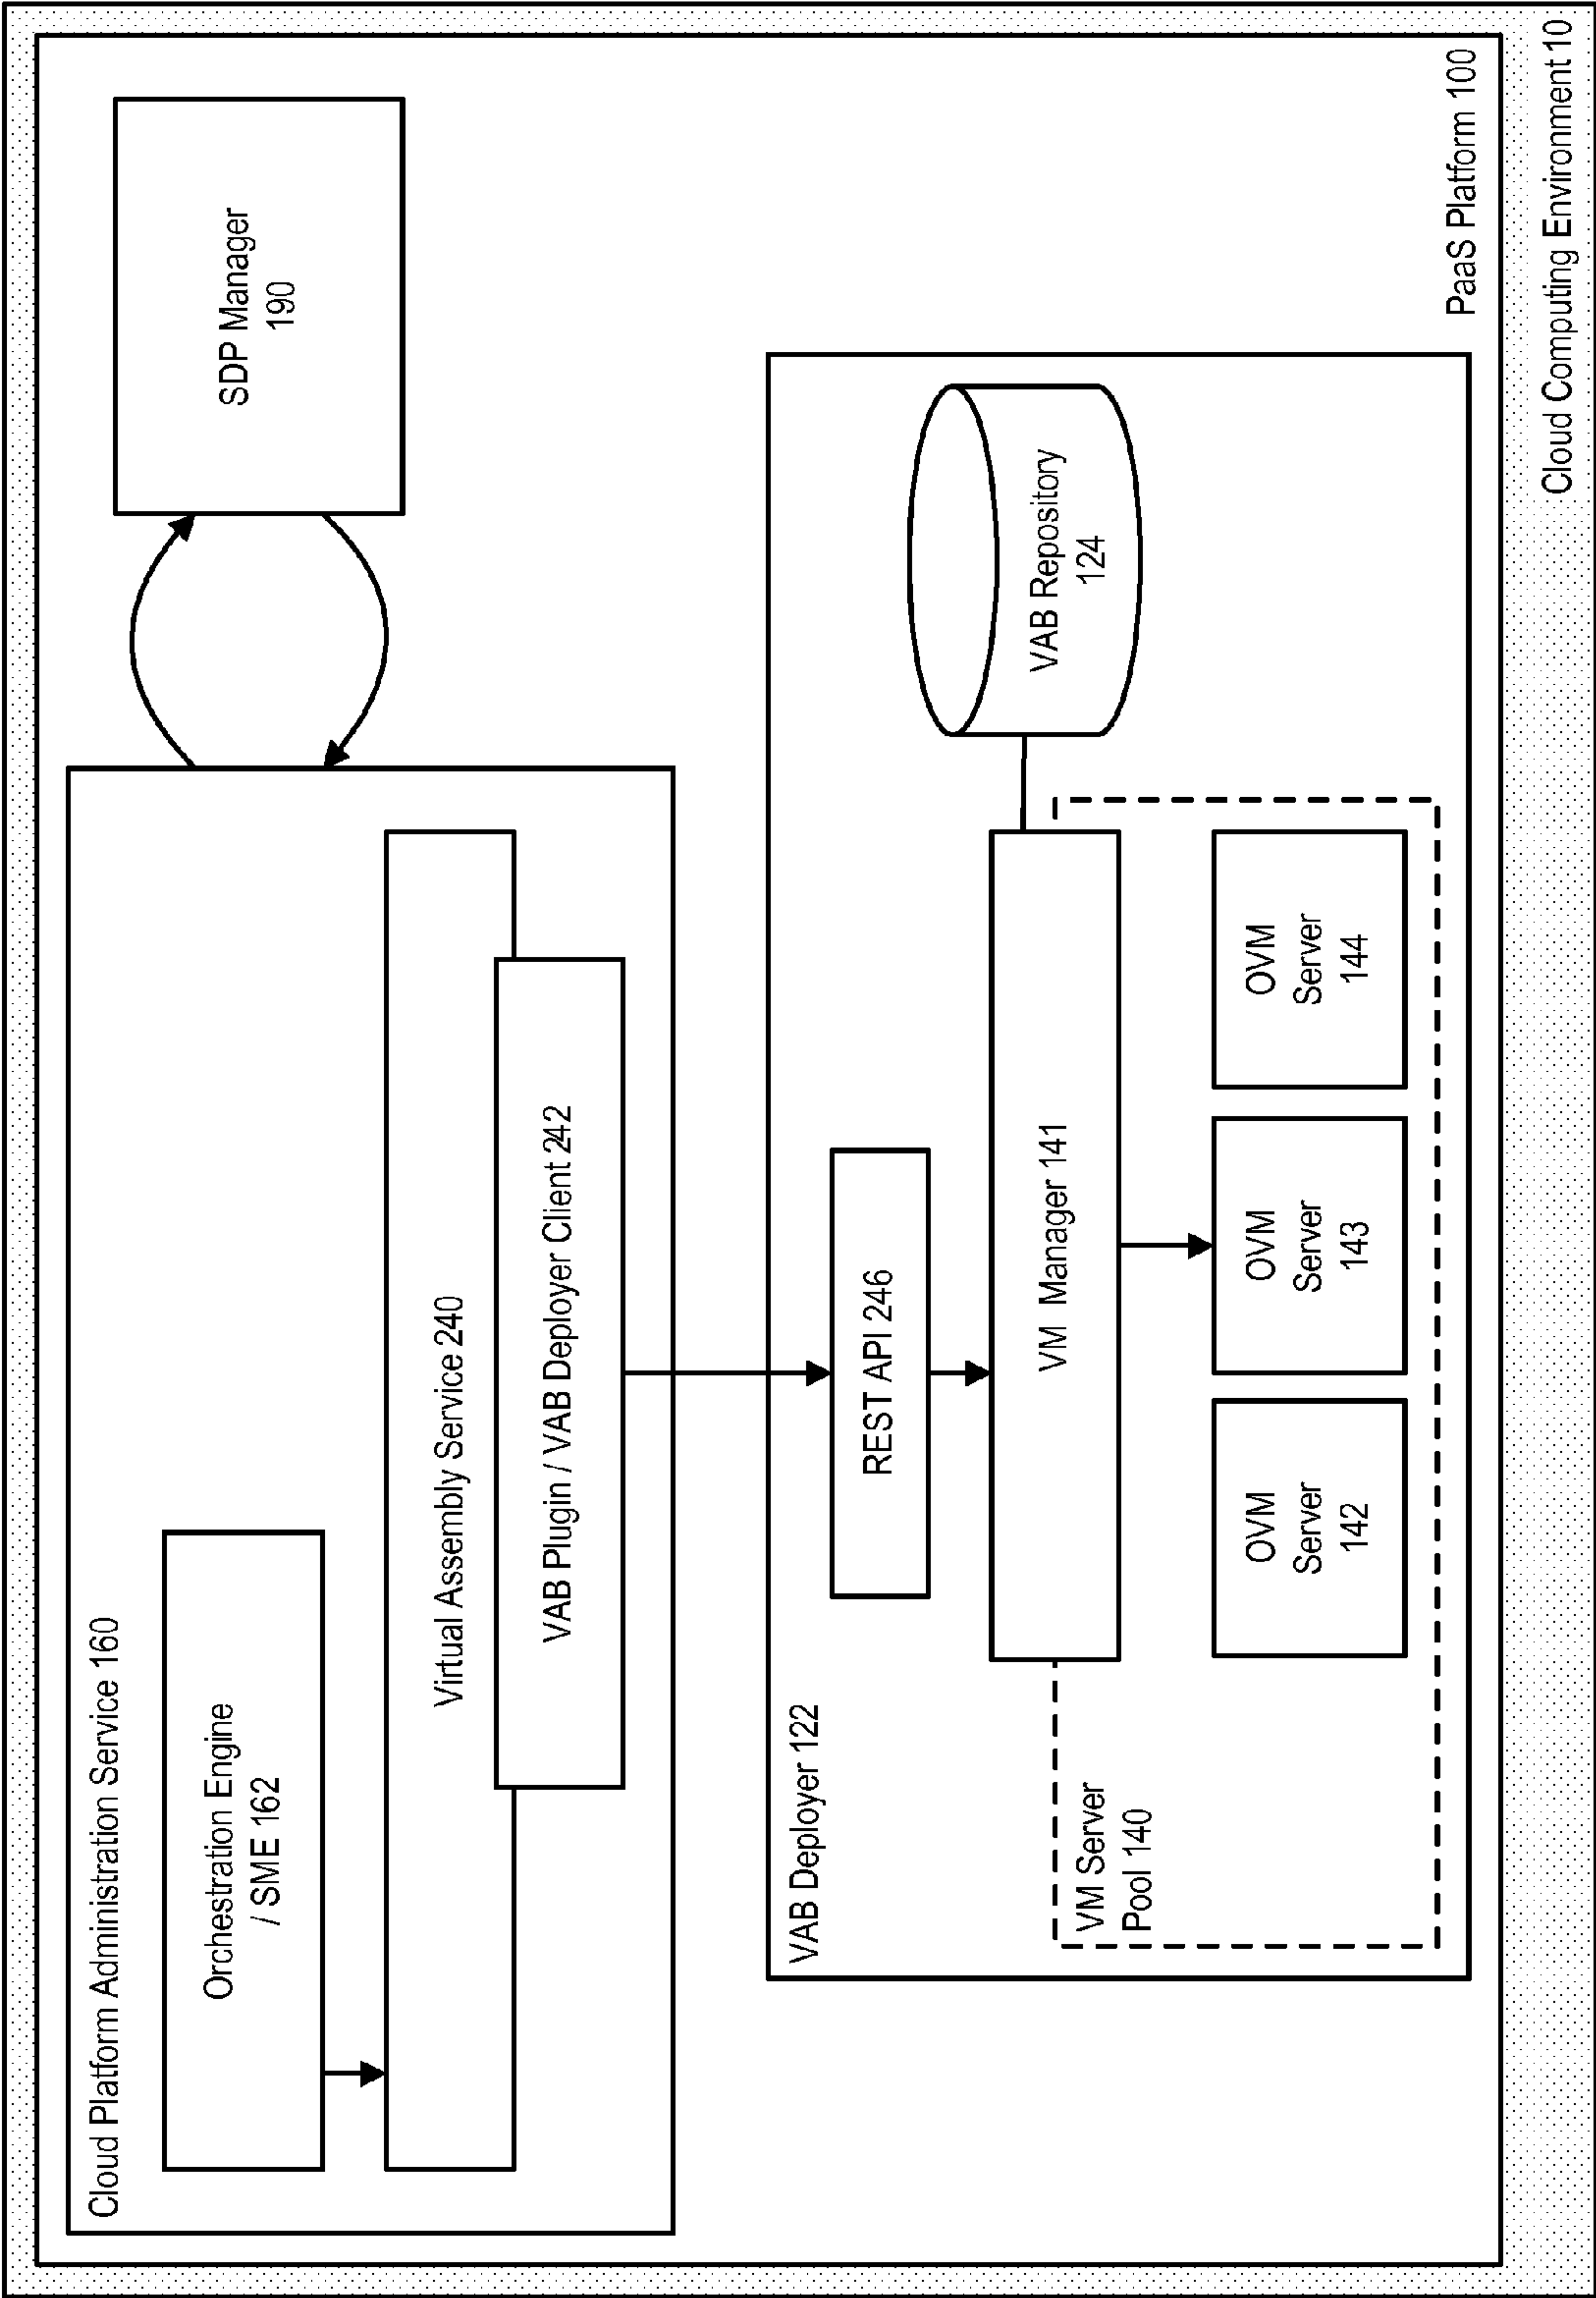 Cloud Platform Administration Service 160
Orchestration Engine
/ SME 162
SDP Manager
190
Virtual Assembly Service 240
VAB Plugin / VAB Deployer Client 242
VAB Deployer 122
REST API 246
VM Server
Pool 140
VM Manager 141
VAB Repository
124
OVM
Server
142
OVM
Server
143
OVM
Server
144
PaaS Platform 100
Cloud Computing Environment 10